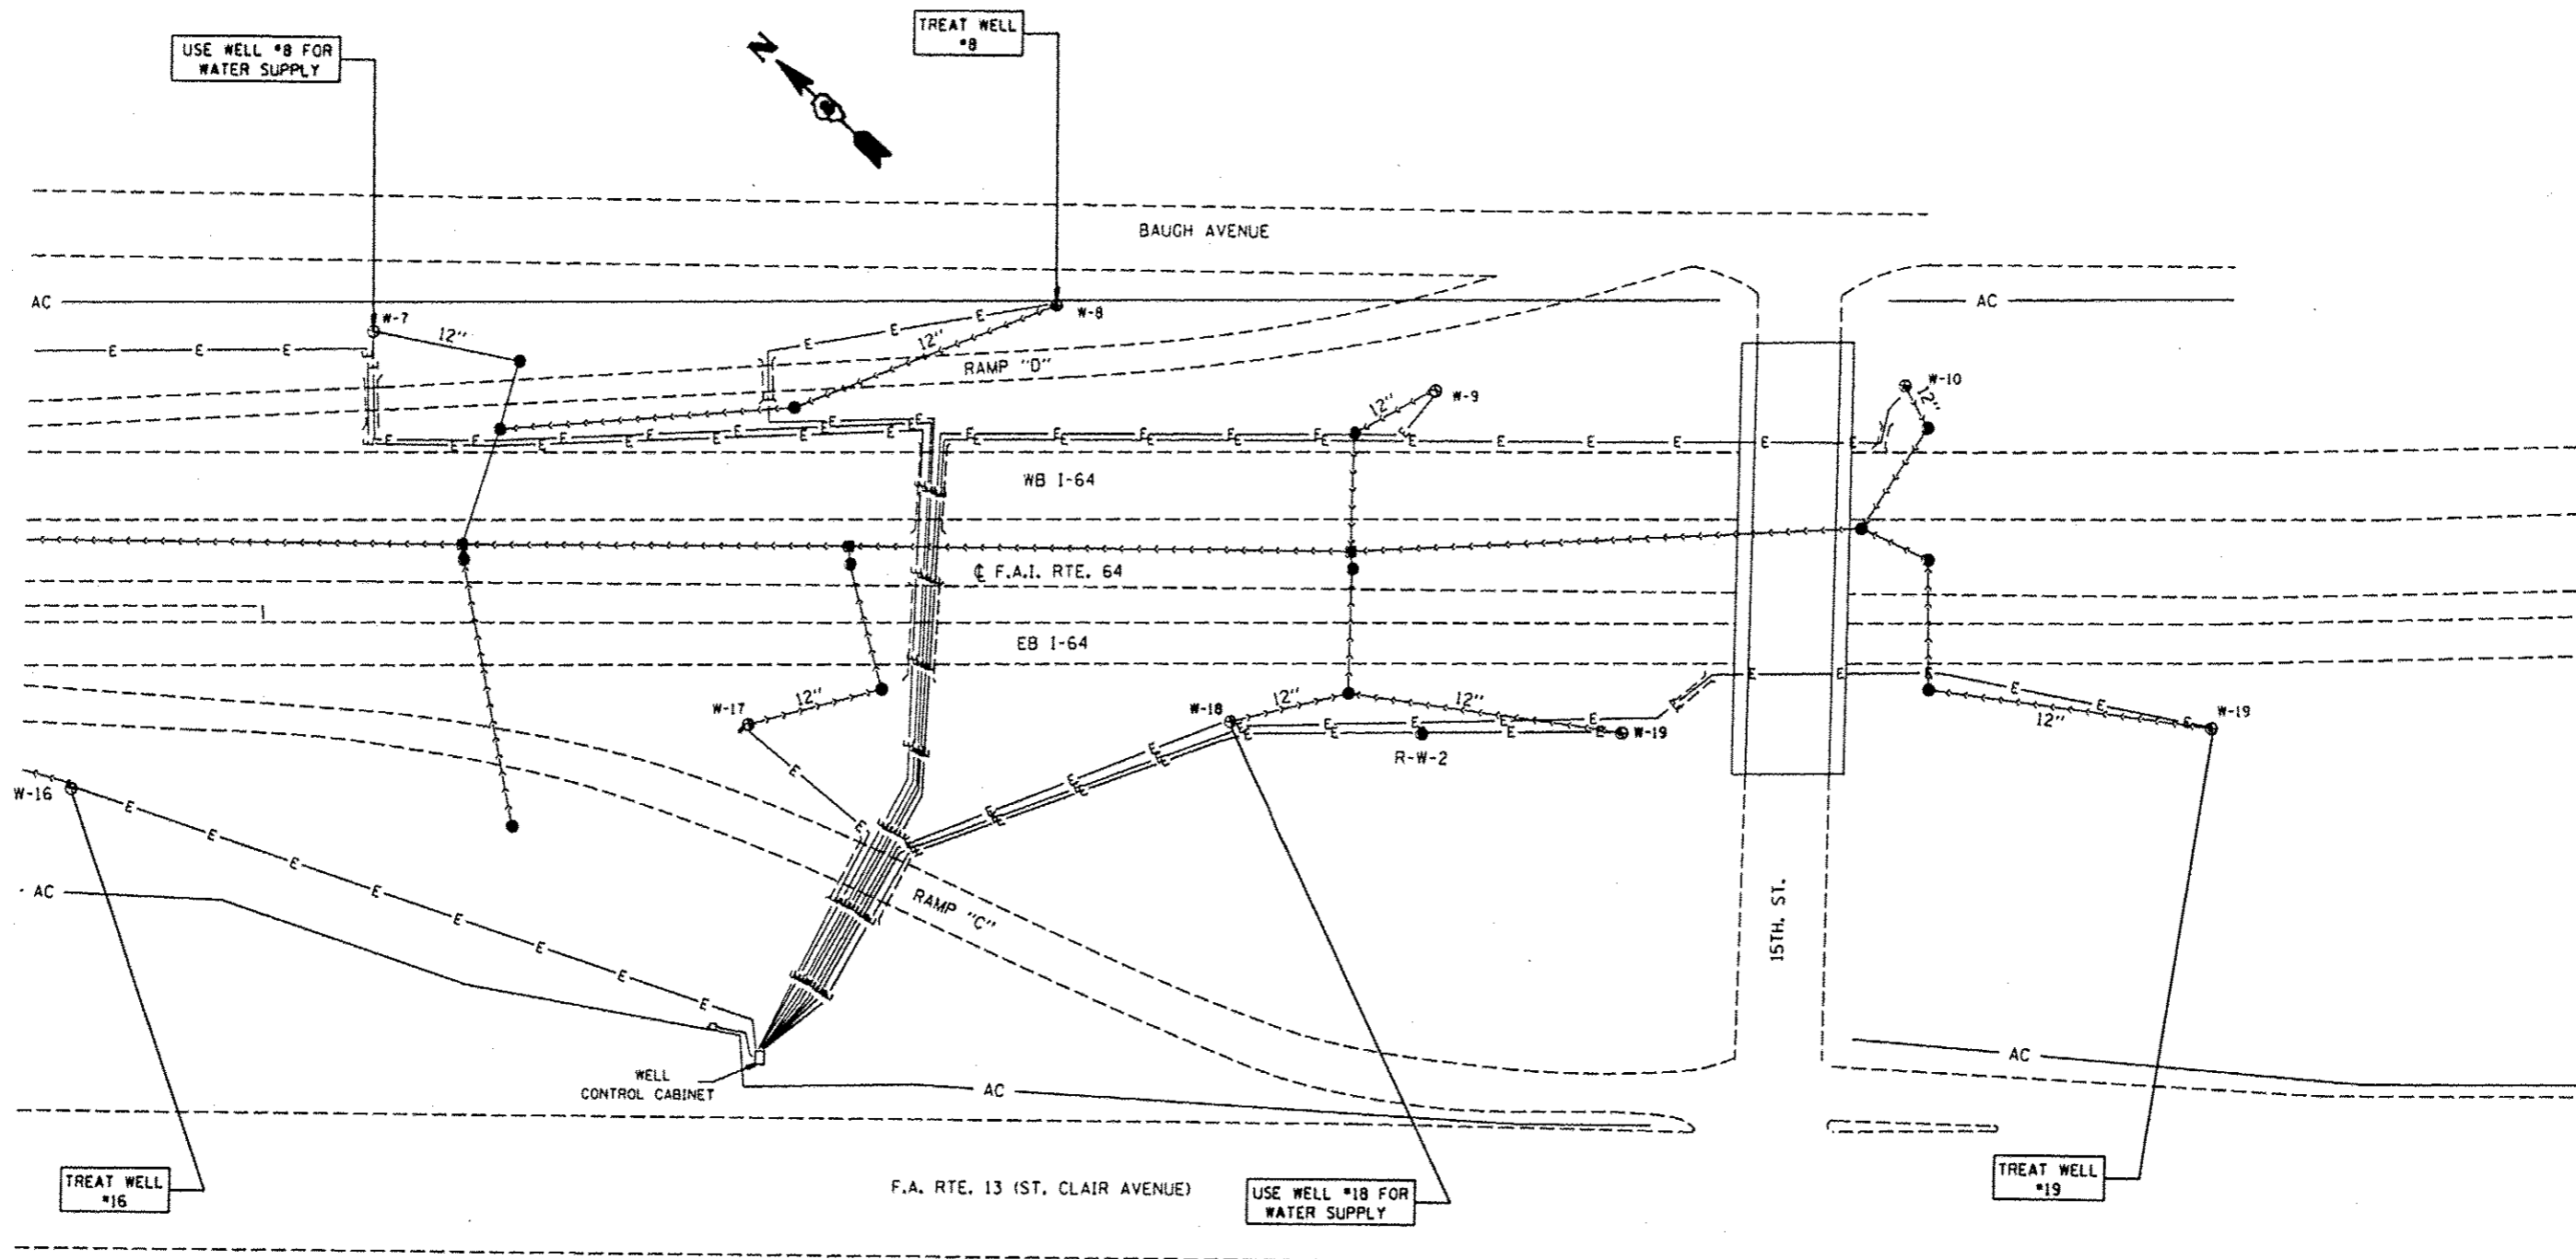 TREAT WELL
*8
USE WELL *8 FOR
WATER SUPPLY
N
BAUGH AVENUE
AC
AC
W-7
W-8
12"
12"
E E E
E E E
RAMP "D"
W-9
W-10
12"
12"
WB I-64
℄ F.A.I. RTE. 64
EB I-64
W-17
12"
W-18
12"
12"
W-19
R-W-2
12"
W-19
W-16
AC
RAMP "C"
15TH. ST.
WELL
CONTROL CABINET
AC
AC
TREAT WELL
*16
F.A. RTE. 13 (ST. CLAIR AVENUE)
USE WELL *18 FOR
WATER SUPPLY
TREAT WELL
*19